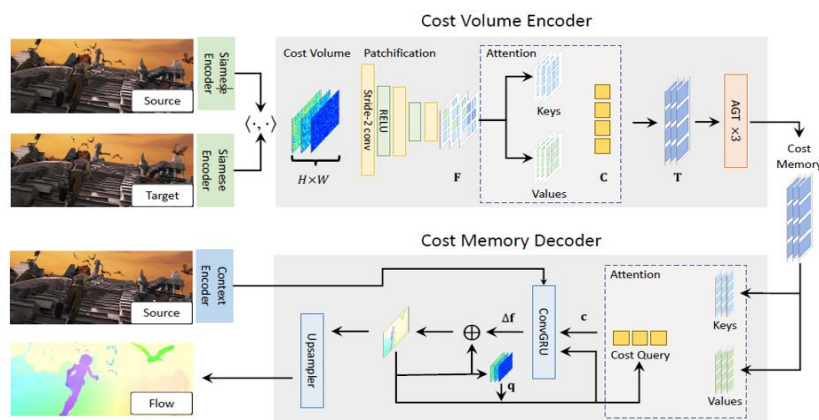 Cost Volume Encoder
Source
Siamese
Encoder
Target
Siamese
Encoder
⟨·,·⟩
Cost Volume
H×W
Patchification
Stride-2 conv
RELU
F
Attention
Keys
Values
C
T
AGT
×3
Cost
Memory
Cost Memory Decoder
Source
Context
Encoder
Flow
Upsampler
q
Δf
ConvGRU
c
Attention
Cost Query
Keys
Values